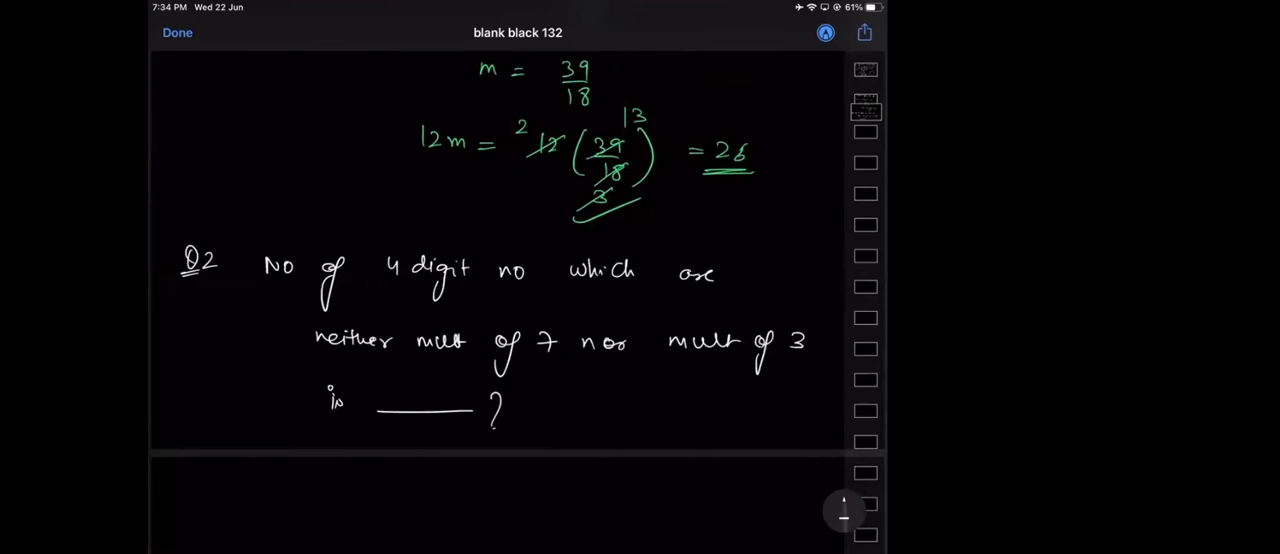 7:34 PM Wed 22 Jun 61%
Done blank black 132
m = 39/18
12m = 2 12 (39/18) 13 3 = 26
Q2 No of 4 digit no which are
neither mult of 7 nor mult of 3
is ______ ?